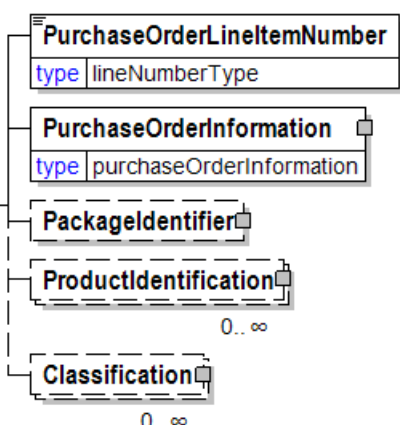 PurchaseOrderLineItemNumber
type lineNumberType
PurchaseOrderInformation
type purchaseOrderInformation
PackageIdentifier
ProductIdentification
0..∞
Classification
0..∞